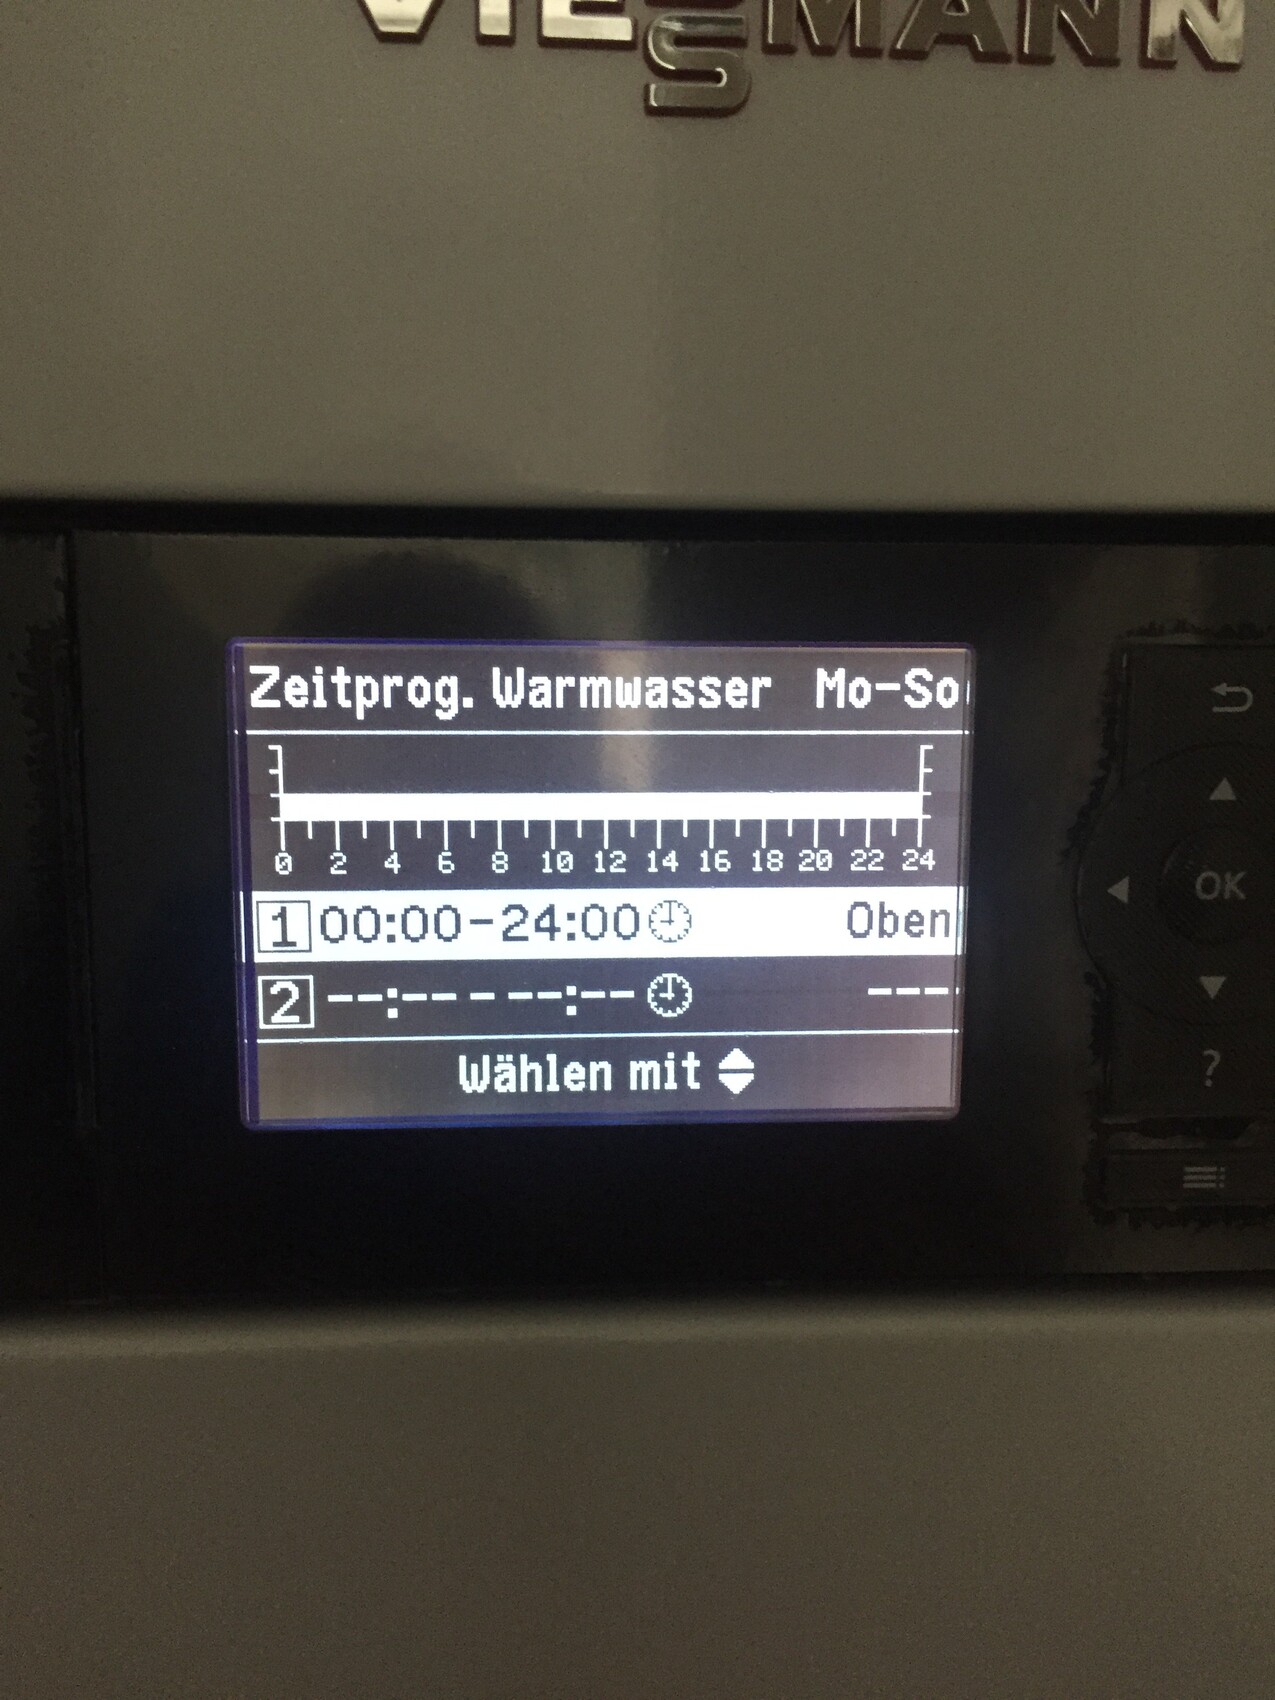 VIESSMANN
Zeitprog. Warmwasser Mo-So
0 2 4 6 8 10 12 14 16 18 20 22 24
1 00:00-24:00 Oben
2 --:-- - --:-- ---
Wählen mit
OK
?